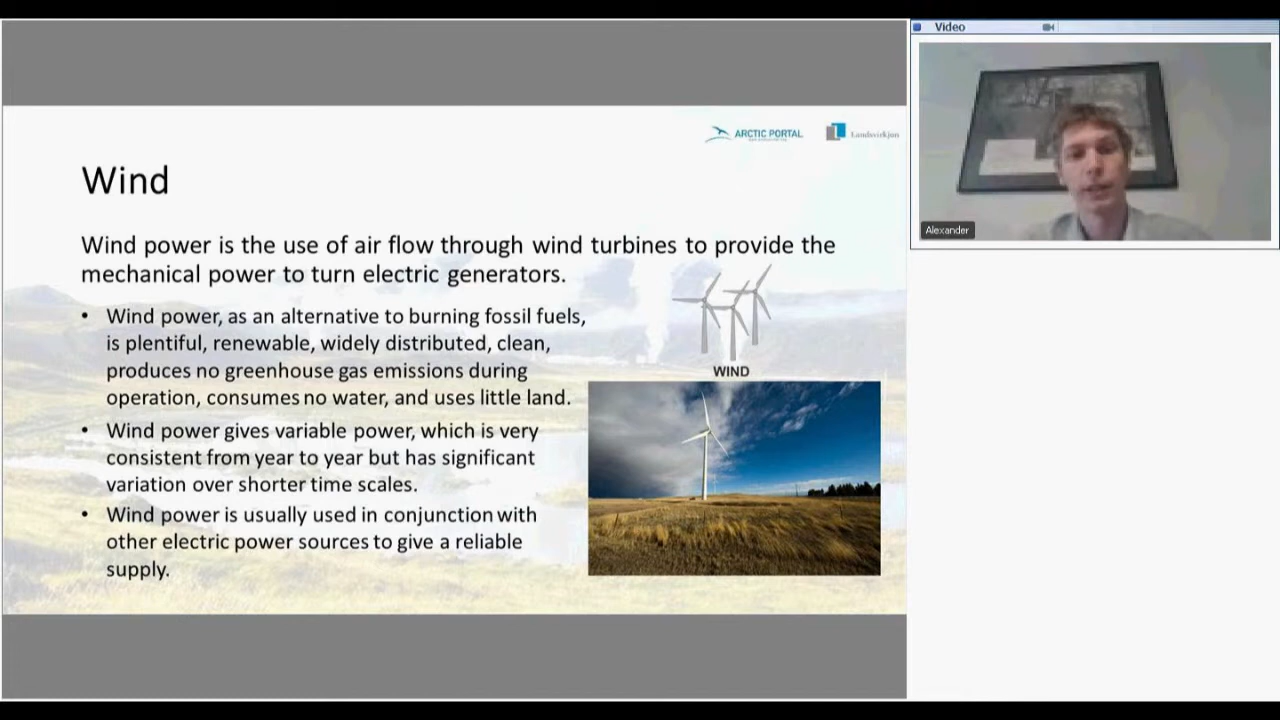 Video
ARCTIC PORTAL
Landsvirkjun
Wind
Wind power is the use of air flow through wind turbines to provide the
mechanical power to turn electric generators.
• Wind power, as an alternative to burning fossil fuels,
is plentiful, renewable, widely distributed, clean,
produces no greenhouse gas emissions during
operation, consumes no water, and uses little land.
• Wind power gives variable power, which is very
consistent from year to year but has significant
variation over shorter time scales.
• Wind power is usually used in conjunction with
other electric power sources to give a reliable
supply.
WIND
Alexander